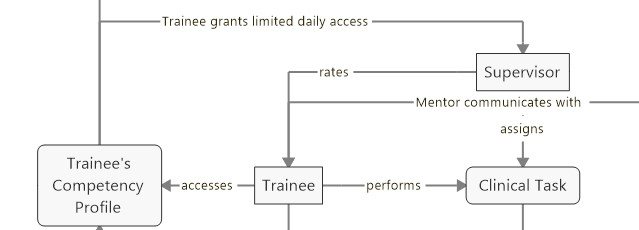 Trainee grants limited daily access
rates
Supervisor
Mentor communicates with
assigns
Trainee's
Competency
Profile
accesses
Trainee
performs
Clinical Task